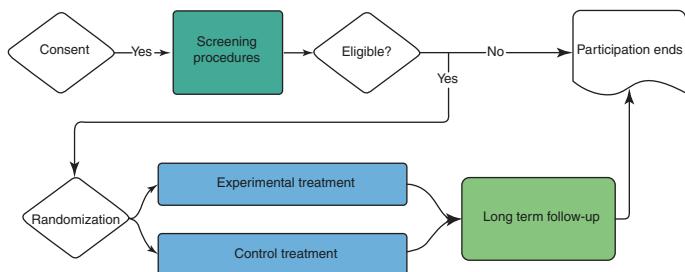 Consent
Yes
Screening
procedures
Eligible?
No
Participation ends
Yes
Randomization
Experimental treatment
Control treatment
Long term follow-up